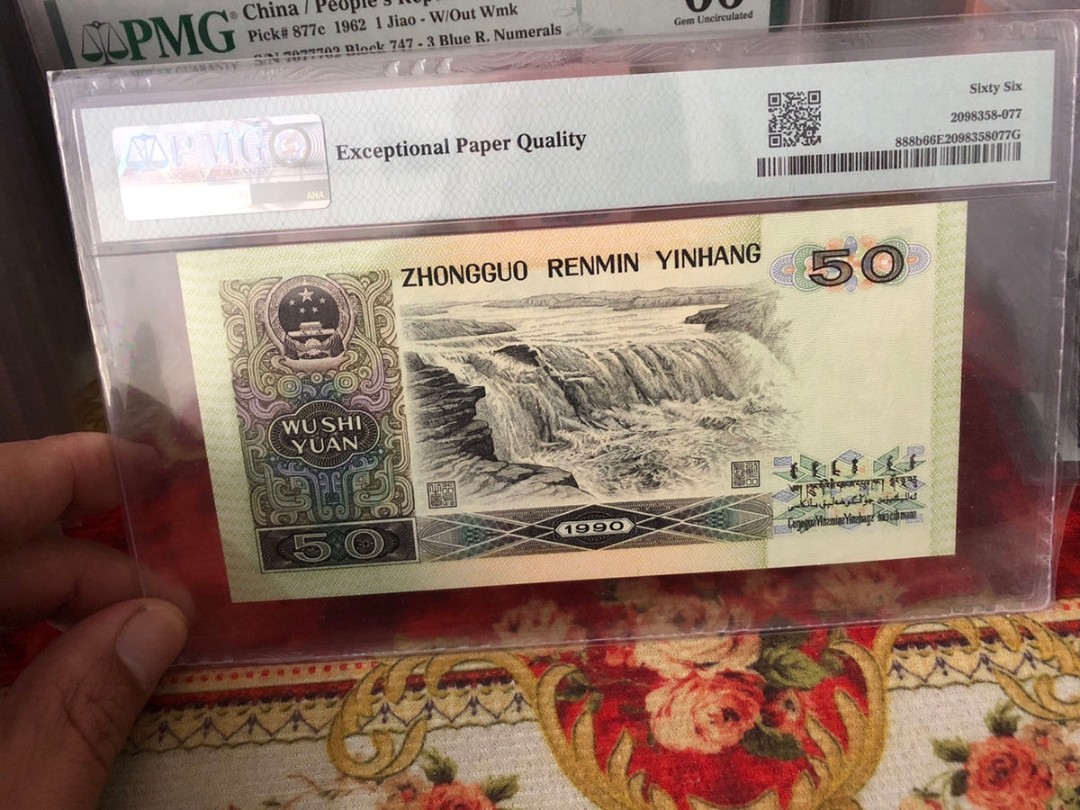 China / People's Rep
PMG
Pick# 877c 1962 1 Jiao - W/Out Wmk
S/N 7077702 Block 747 - 3 Blue R. Numerals
Gem Uncirculated
PMG
ANA
Exceptional Paper Quality
Sixty Six
2098358-077
888b66E2098358077G
ZHONGGUO RENMIN YINHANG
50
WU SHI
YUAN
50
1990